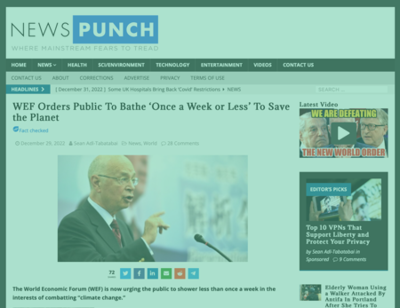 NEWS PUNCH
WHERE MAINSTREAM FEARS TO TREAD
HOME NEWS HEALTH SCI/ENVIRONMENT TECHNOLOGY ENTERTAINMENT VIDEOS CONTACT US
CONTACT US ABOUT CORRECTIONS ADVERTISE PRIVACY TERMS OF USE
HEADLINES [ December 31, 2022 ] Some UK Hospitals Bring Back 'Covid' Restrictions NEWS
WEF Orders Public To Bathe ‘Once a Week or Less’ To Save
the Planet
Fact checked
December 29, 2022 Sean Adl-Tabatabai News, World 29 Comments
72
The World Economic Forum (WEF) is now urging the public to shower less than once a week in the
interests of combatting “climate change.”
Latest Video
WE ARE DEFEATING
THE NEW WORLD ORDER
EDITOR'S PICKS
Top 10 VPNs That
Support Liberty and
Protect Your Privacy
by Sean Adl-Tabatabai in
Sponsored 9 Comments
Elderly Woman Using
a Walker Attacked By
Antifa In Portland
After She Tries To